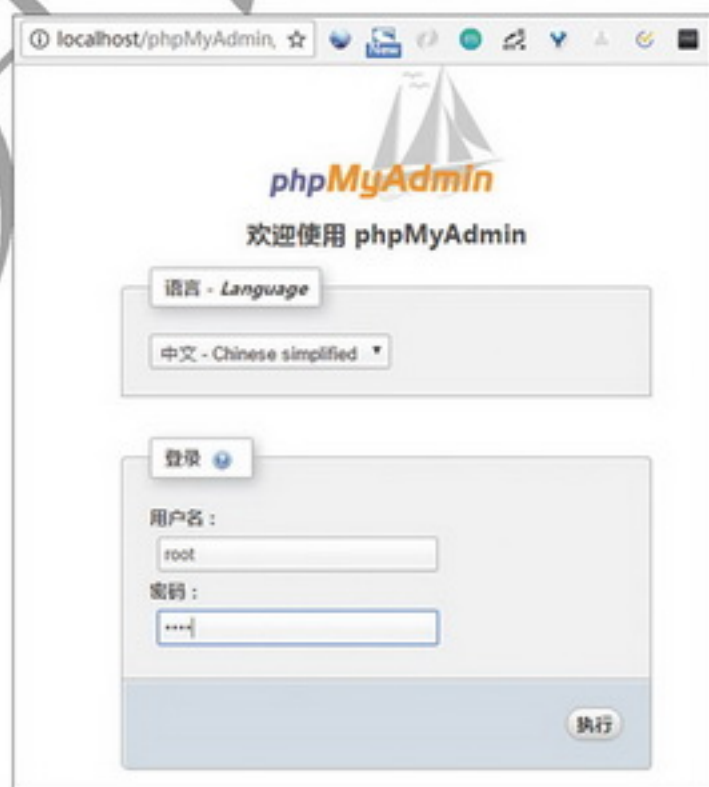 localhost/phpMyAdmin,
New
phpMyAdmin
欢迎使用 phpMyAdmin
语言 - Language
中文 - Chinese simplified
登录
用户名：
root
密码：
••••
执行